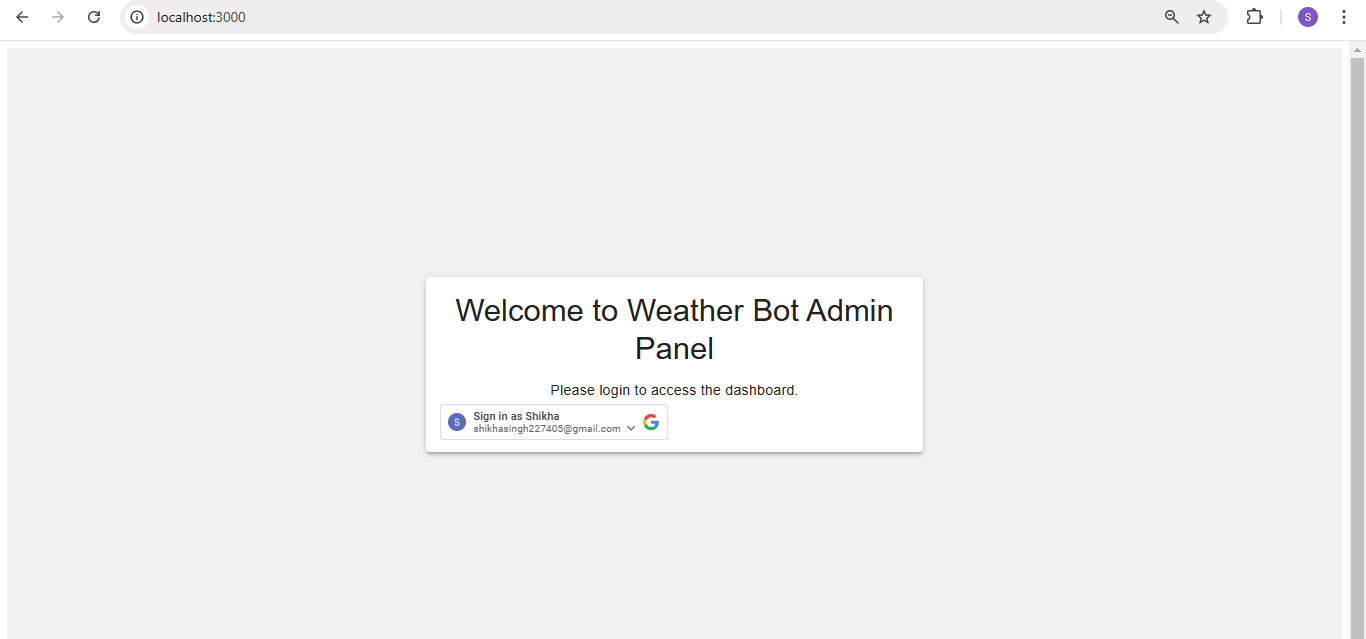 localhost:3000
S
Welcome to Weather Bot Admin
Panel
Please login to access the dashboard.
S
Sign in as Shikha
shikhasingh227405@gmail.com